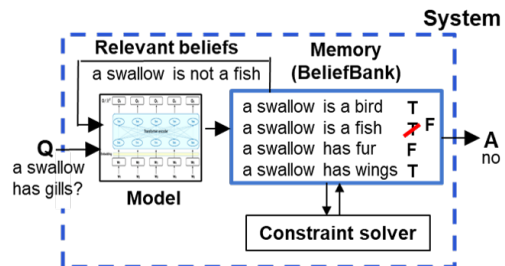 System
Relevant beliefs
Memory
(BeliefBank)
a swallow is not a fish
a swallow is a bird T
a swallow is a fish T F
a swallow has fur F
a swallow has wings T
Q
a swallow
has gills?
Model
A
no
Constraint solver